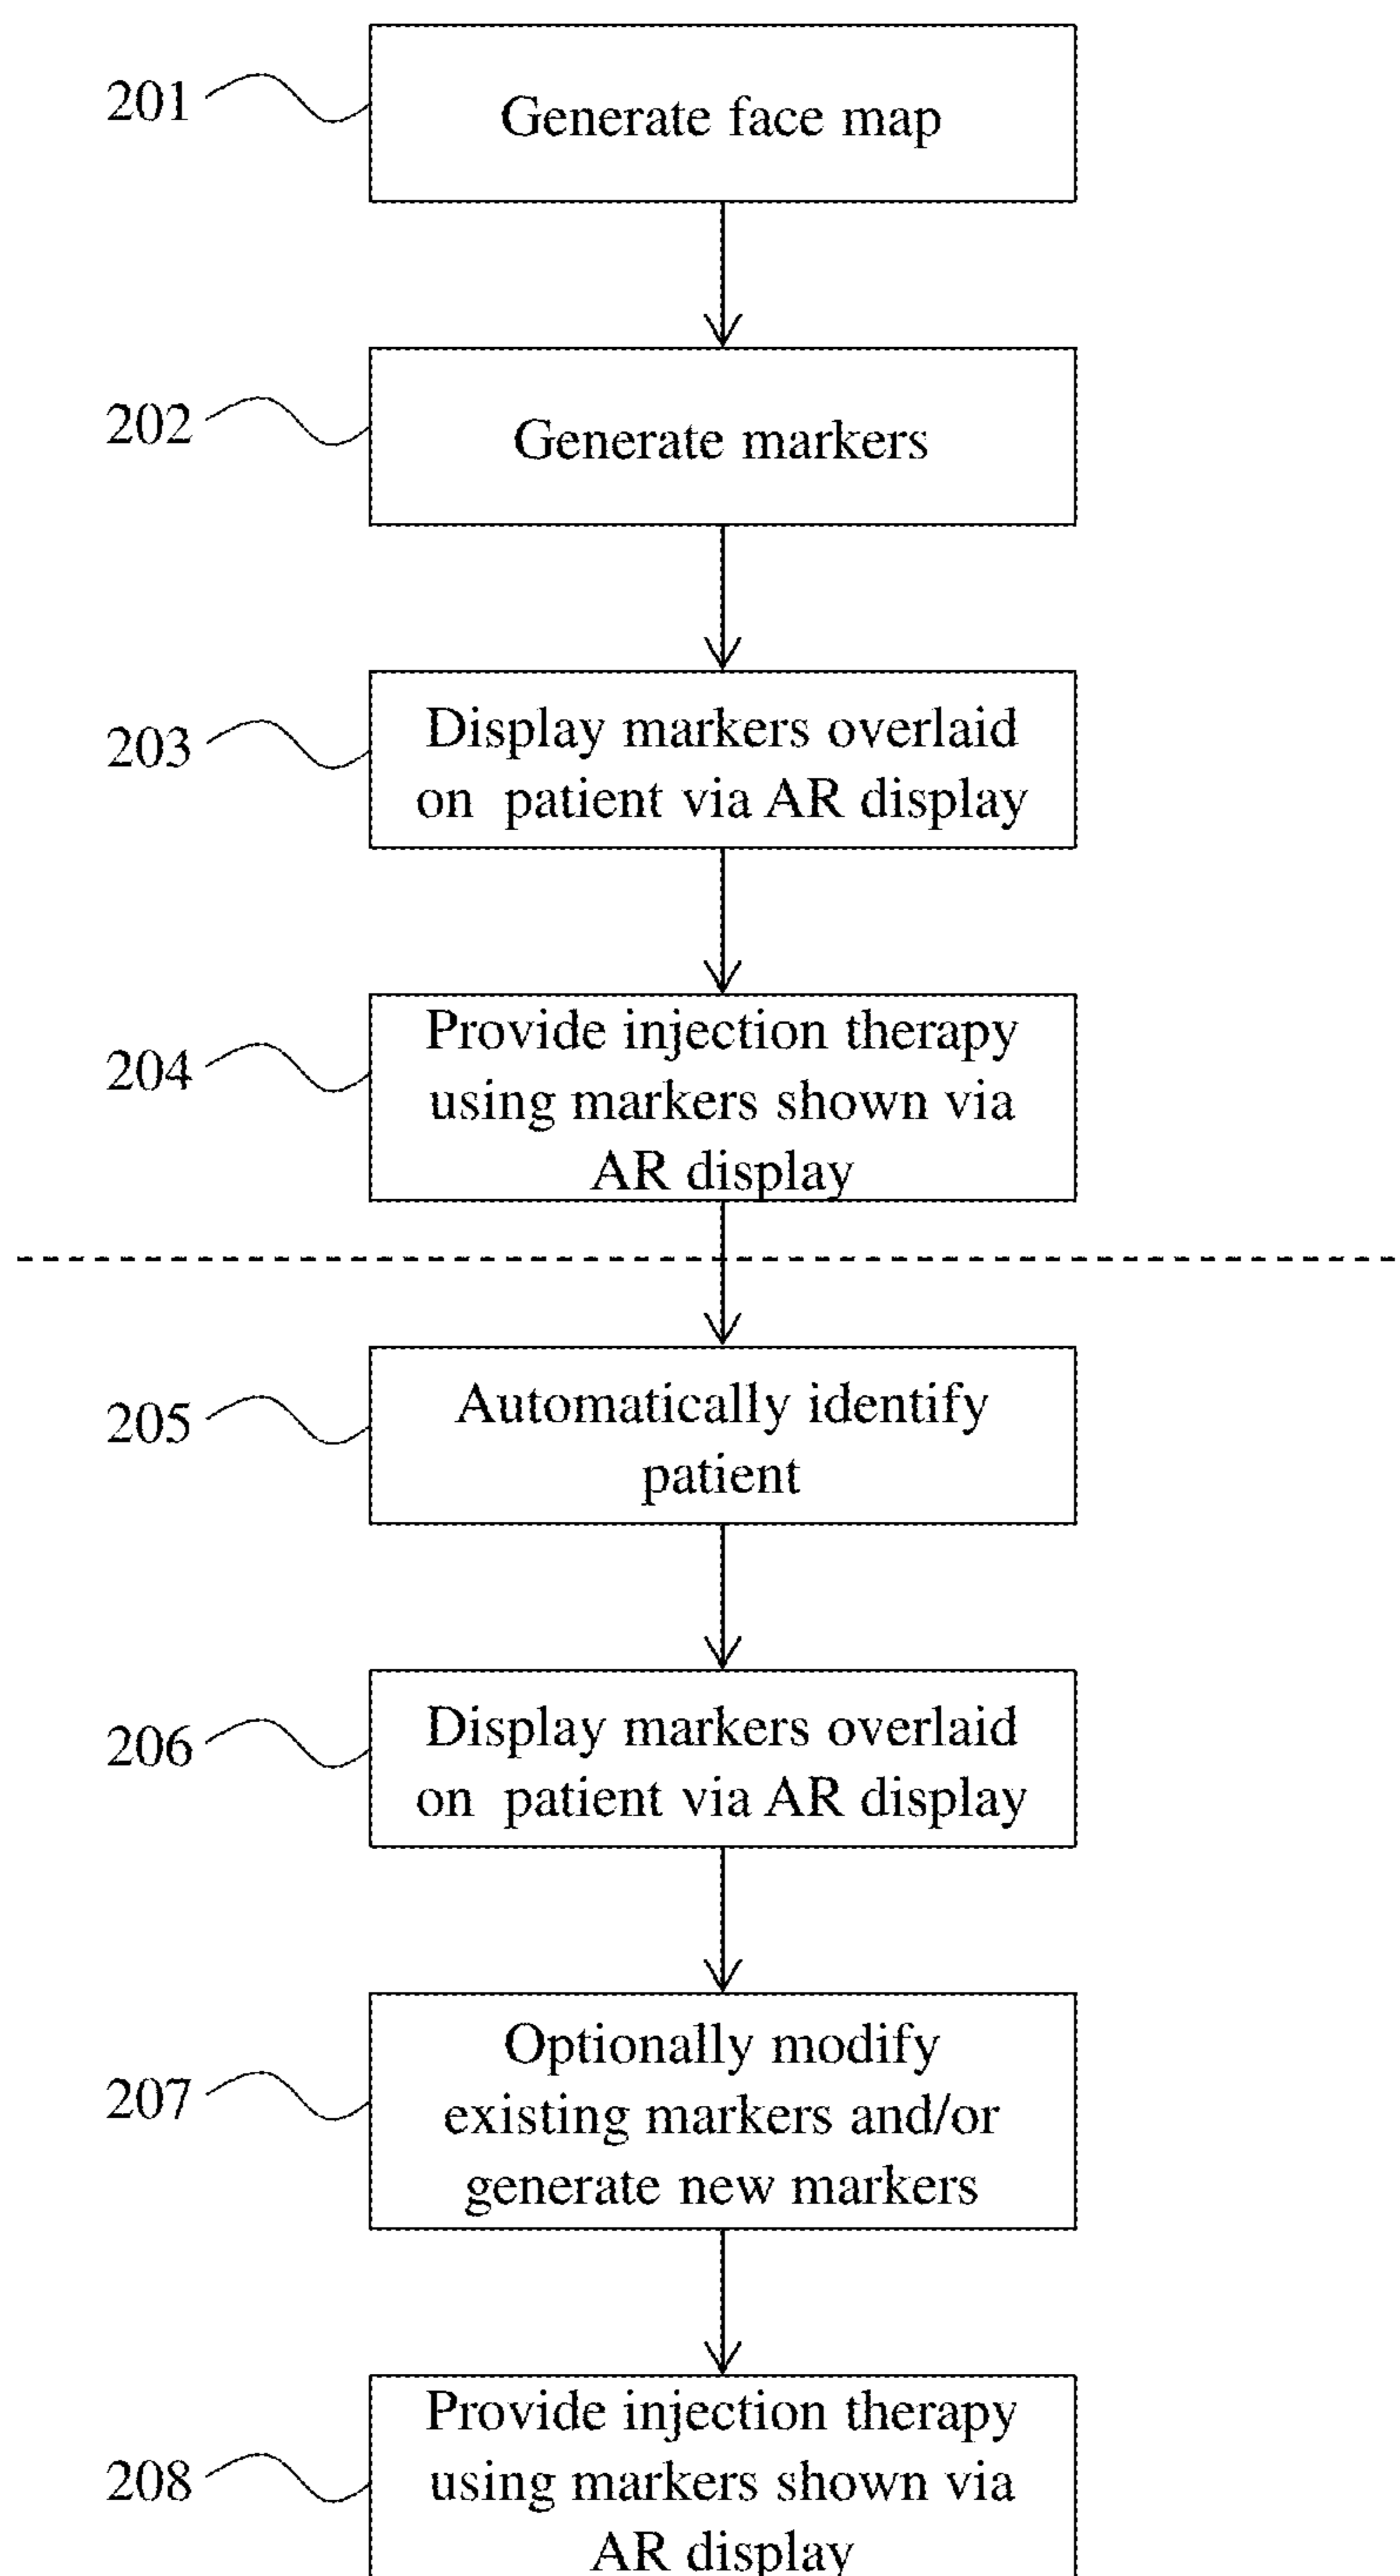 201
Generate face map
202
Generate markers
203
Display markers overlaid
on patient via AR display
204
Provide injection therapy
using markers shown via
AR display
205
Automatically identify
patient
206
Display markers overlaid
on patient via AR display
207
Optionally modify
existing markers and/or
generate new markers
208
Provide injection therapy
using markers shown via
AR display